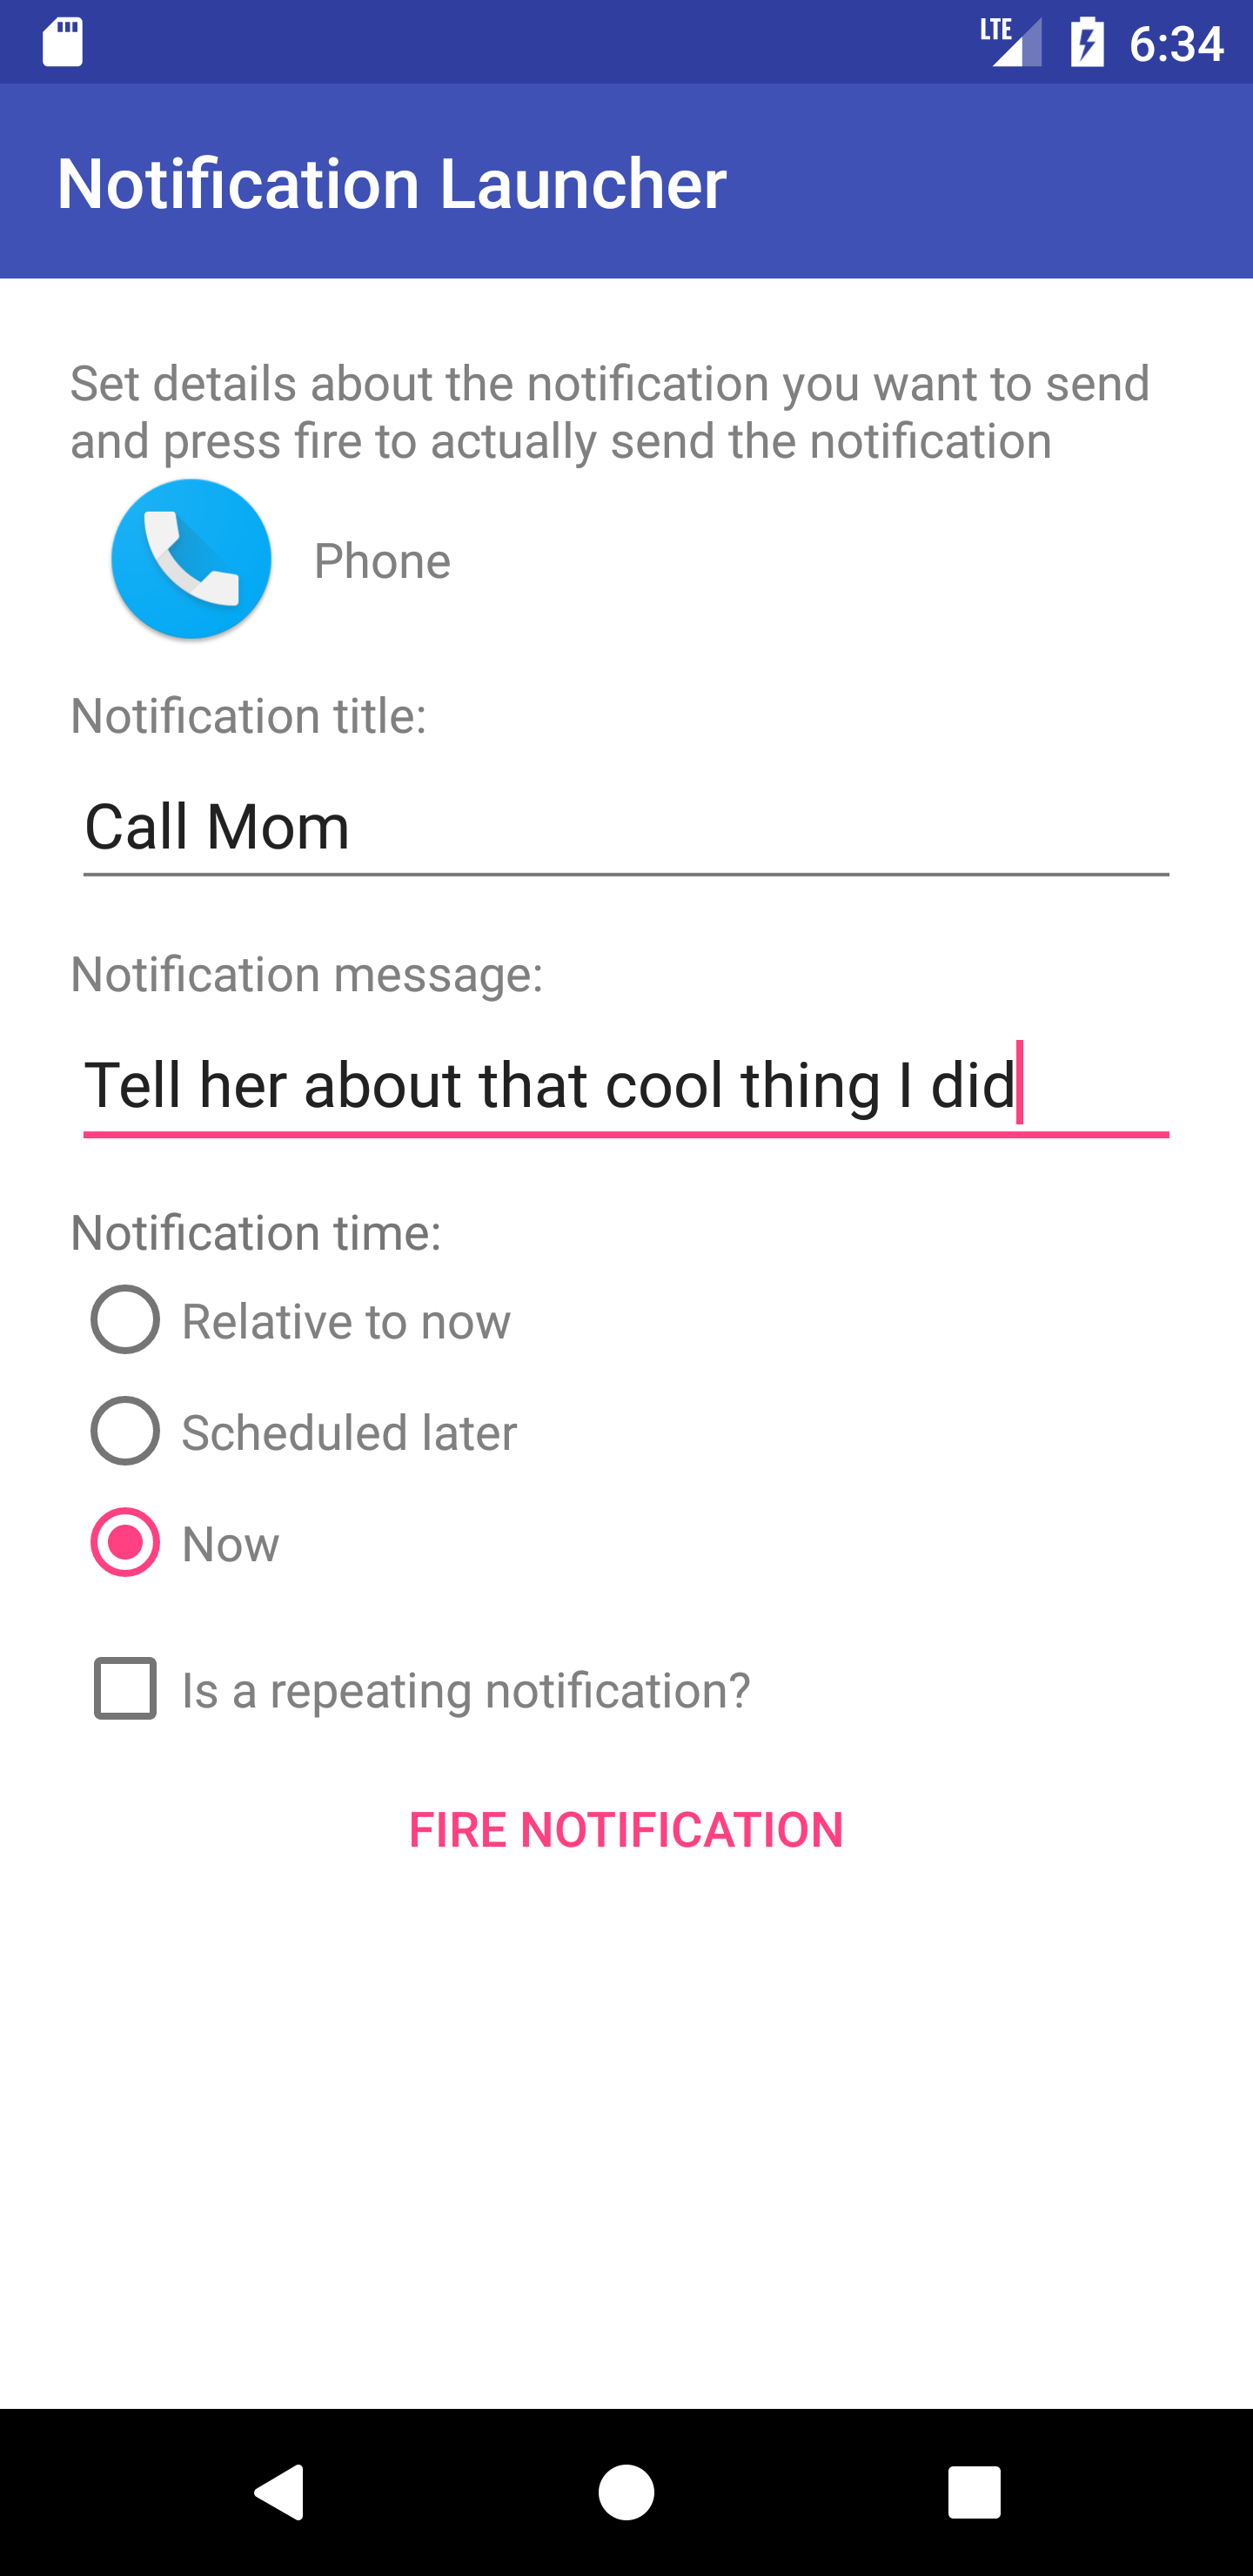 LTE 6:34
Notification Launcher
Set details about the notification you want to send
and press fire to actually send the notification
Phone
Notification title:
Call Mom
Notification message:
Tell her about that cool thing I did
Notification time:
Relative to now
Scheduled later
Now
Is a repeating notification?
FIRE NOTIFICATION